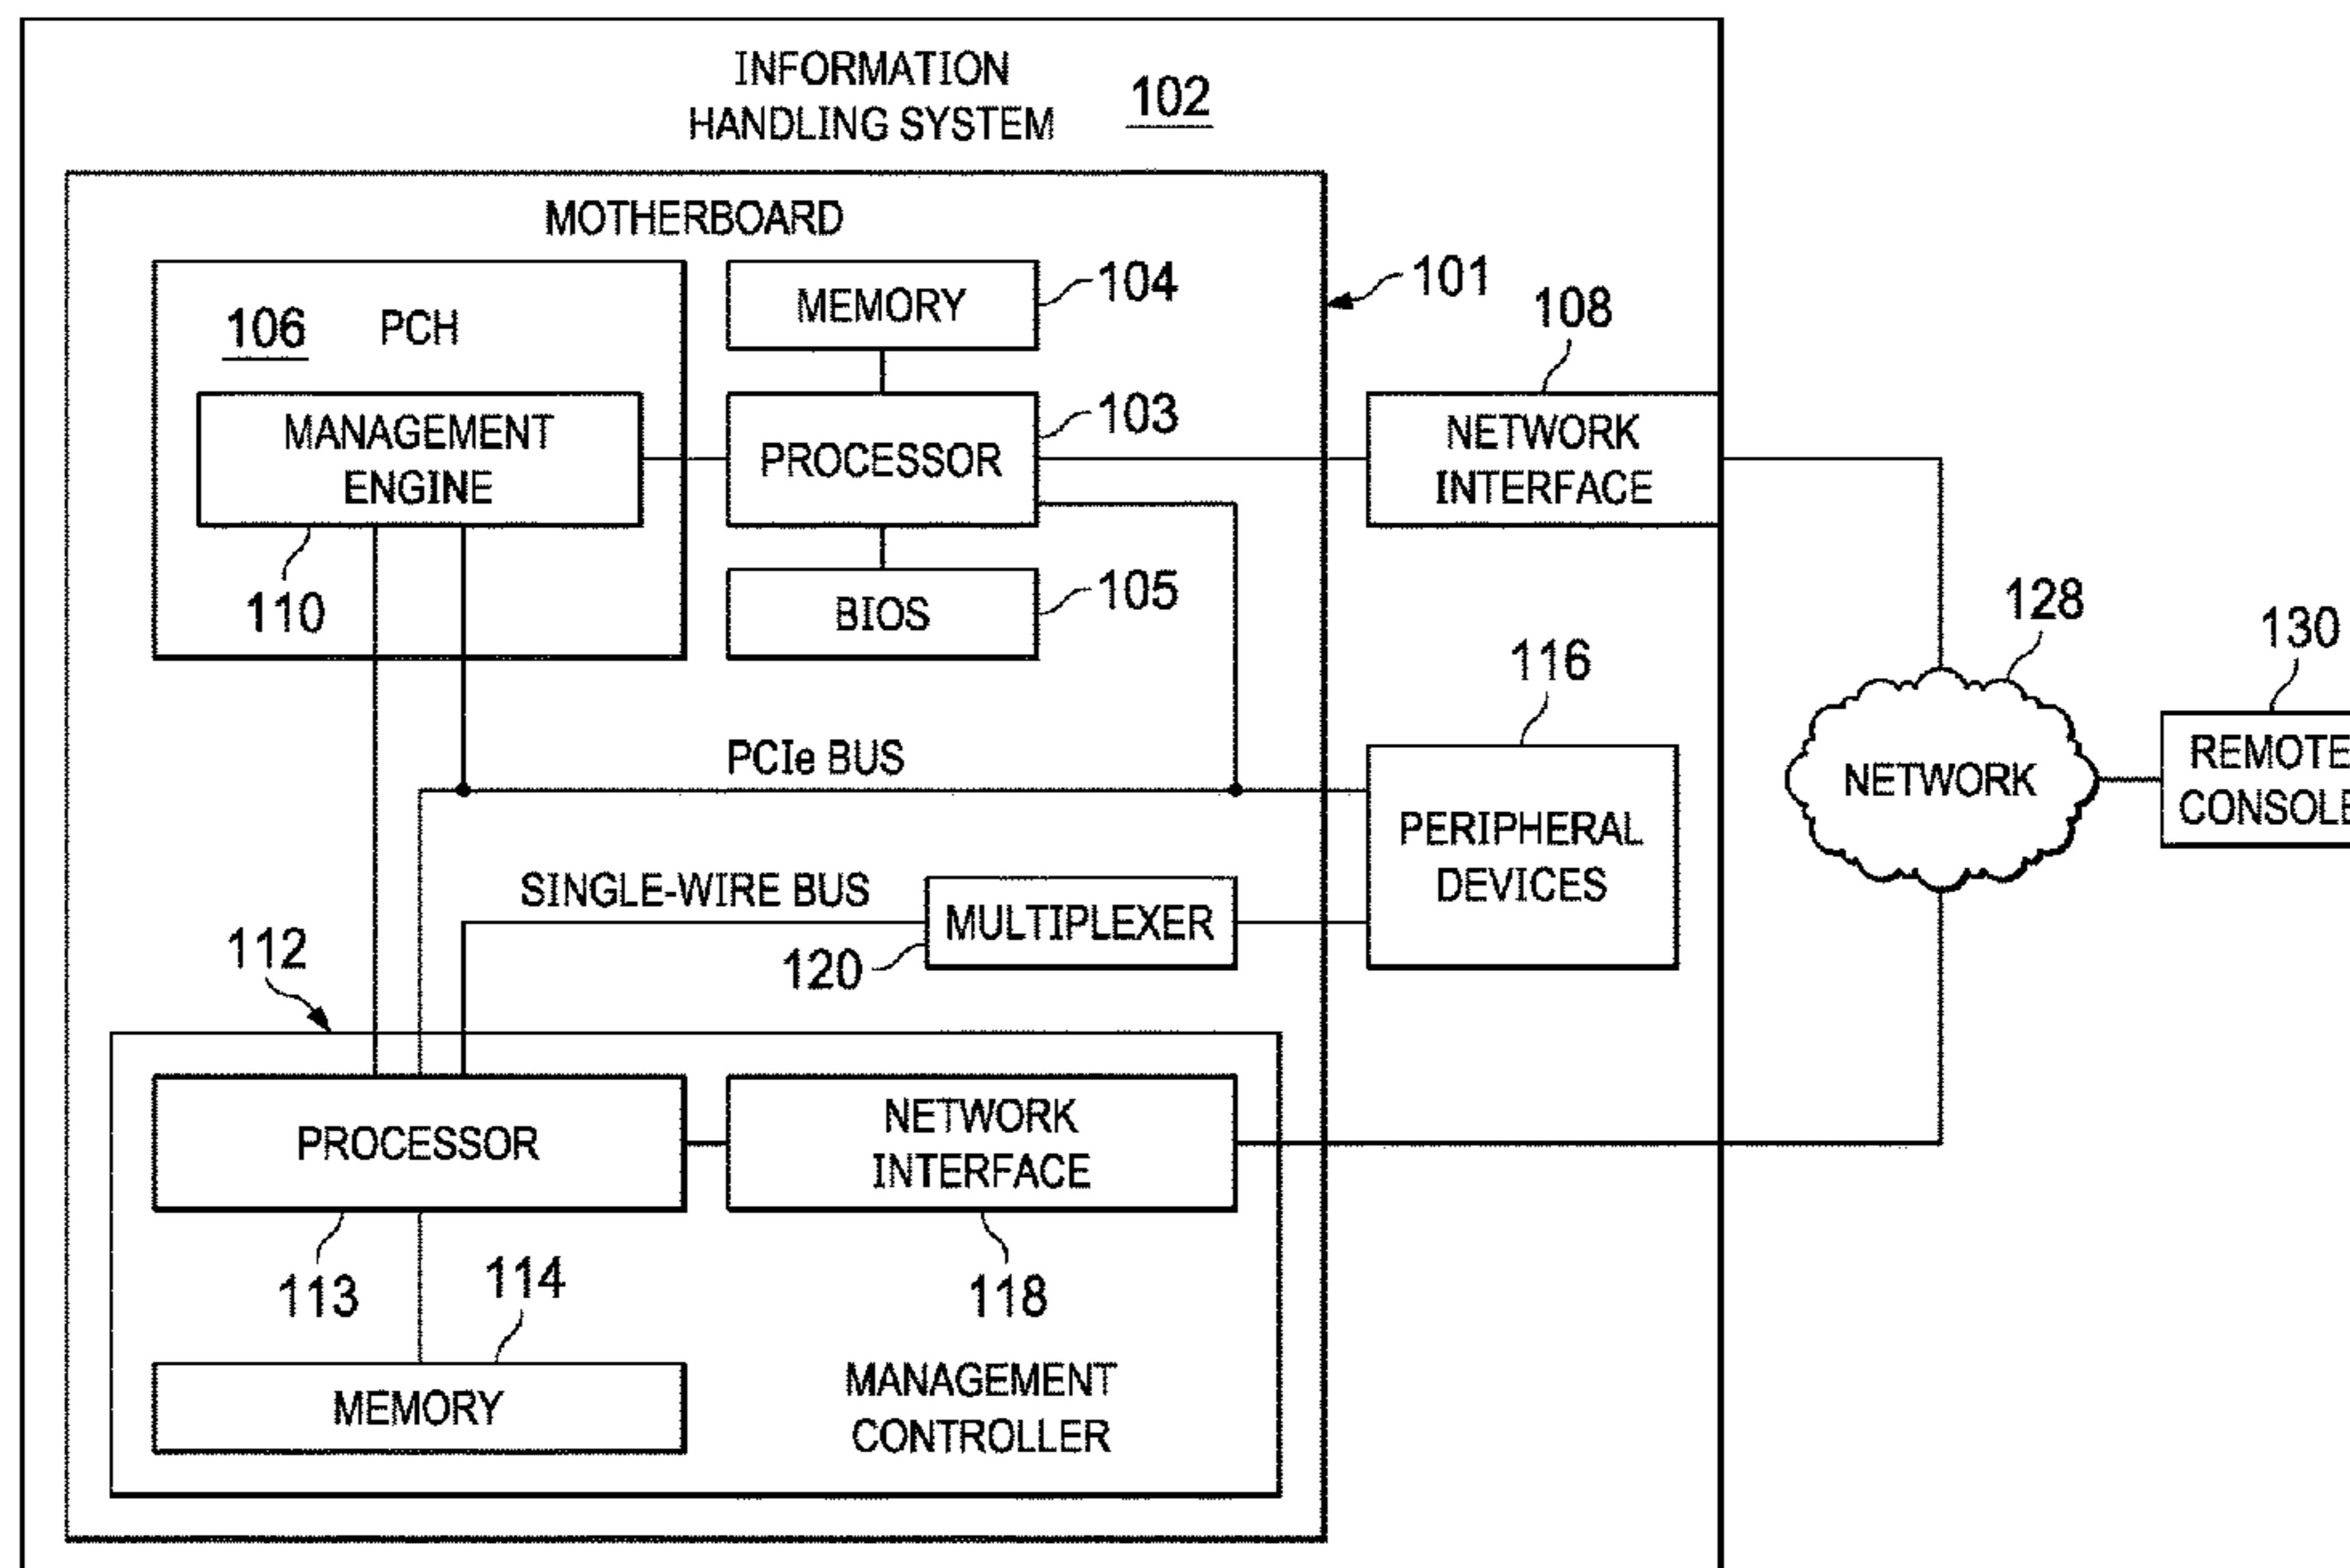 INFORMATION
HANDLING SYSTEM
102
MOTHERBOARD
101
106
PCH
MEMORY
104
108
MANAGEMENT
ENGINE
110
PROCESSOR
103
NETWORK
INTERFACE
BIOS
105
116
128
130
PCIe BUS
PERIPHERAL
DEVICES
NETWORK
REMOTE
CONSOLE
SINGLE-WIRE BUS
MULTIPLEXER
120
112
PROCESSOR
NETWORK
INTERFACE
113
114
118
MEMORY
MANAGEMENT
CONTROLLER